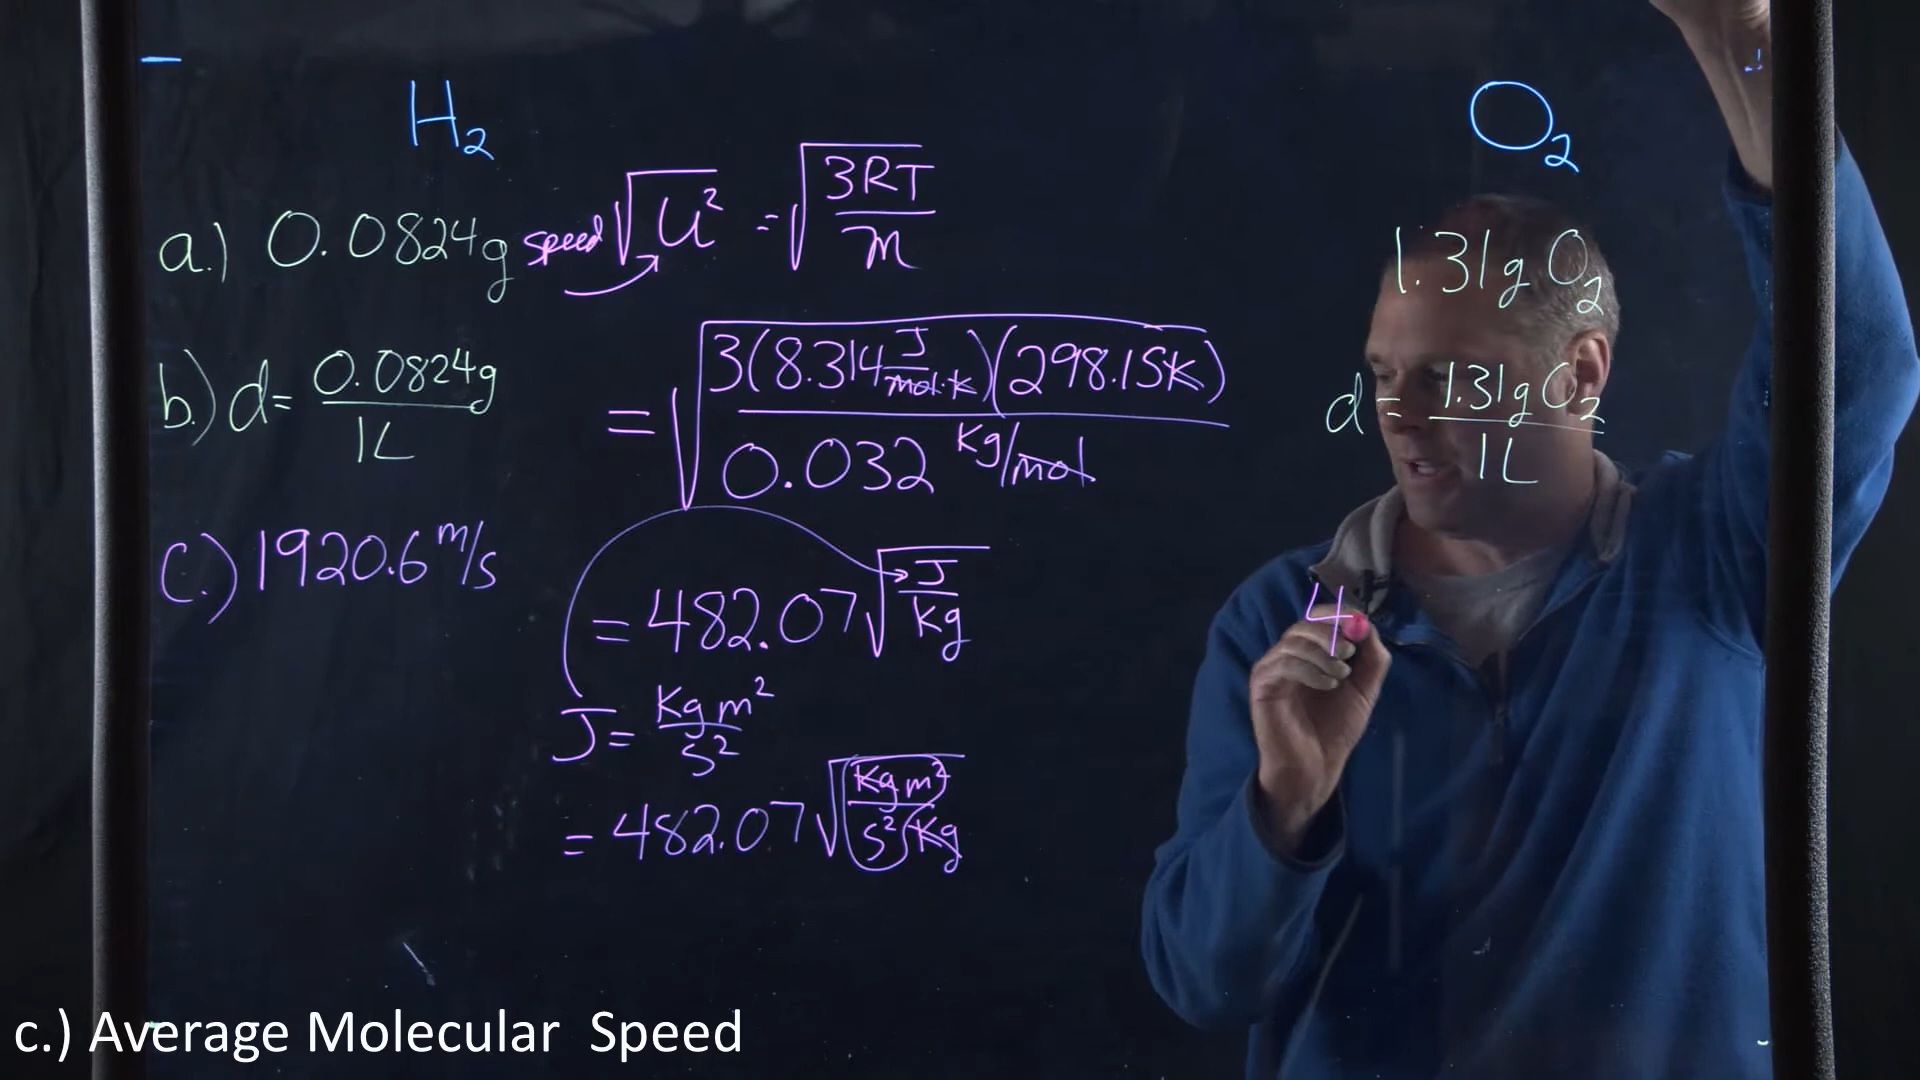 H₂
O₂
a.) 0.0824g
speed √U² = √3RT/m
1.31g O₂
b.) d = 0.0824g/1L
= √3(8.314 J/mol·K)(298.15K)/0.032 Kg/mol
d = 1.31g O₂/1L
c.) 1920.6 m/s
= 482.07 √J/Kg
4
J = Kg m²/s²
= 482.07 √Kg m²/s² Kg
c.) Average Molecular Speed